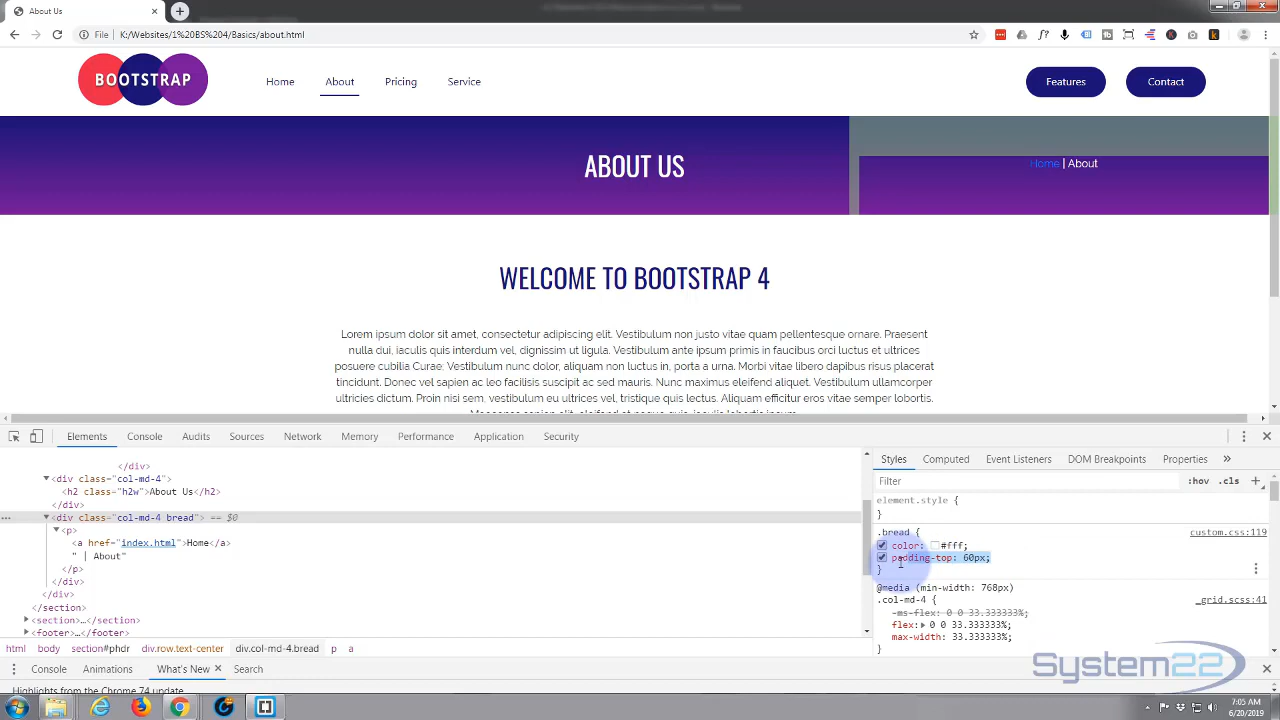 About Us
File | K:/Websites/1%20BS%204/Basics/about.html
BOOTSTRAP
Home About Pricing Service
Features Contact
ABOUT US
Home | About
WELCOME TO BOOTSTRAP 4
Lorem ipsum dolor sit amet, consectetur adipiscing elit. Vestibulum non justo vitae quam pellentesque ornare. Praesent
nulla dui, iaculis quis interdum vel, dignissim ut ligula. Vestibulum ante ipsum primis in faucibus orci luctus et ultrices
posuere cubilia Curae; Vestibulum nunc dolor, aliquam non luctus in, porta a urna. Morbi vitae libero dapibus, placerat
tincidunt. Donec vel sapien ac leo facilisis suscipit ac sed mauris. Nunc maximus eleifend aliquet. Vestibulum ullamcorper
ultricies dictum. Proin nisi sem, vestibulum eu ultrices vel, tristique quis lectus. Aliquam efficitur eros vitae semper lobortis.
Elements Console Audits Sources Network Memory Performance Application Security
</div>
<div class="col-md-4">
<h2 class="h2w">About Us</h2>
</div>
<div class="col-md-4 bread"> == $0
<p>
<a href="index.html">Home</a>
" | About"
</p>
</div>
</div>
</section>
<section>…</section>
<footer>…</footer>
html body section#phdr div.row.text-center div.col-md-4.bread p a
Styles Computed Event Listeners DOM Breakpoints Properties »
Filter :hov .cls +
element.style {
}
.bread { custom.css:119
color: #fff;
padding-top: 60px;
}
@media (min-width: 768px)
.col-md-4 { _grid.scss:41
-ms-flex: 0 0 33.333333%;
flex: 0 0 33.333333%;
max-width: 33.333333%;
}
Console Animations What's New Search
Highlights from the Chrome 74 update
System22
7:05 AM
6/20/2019